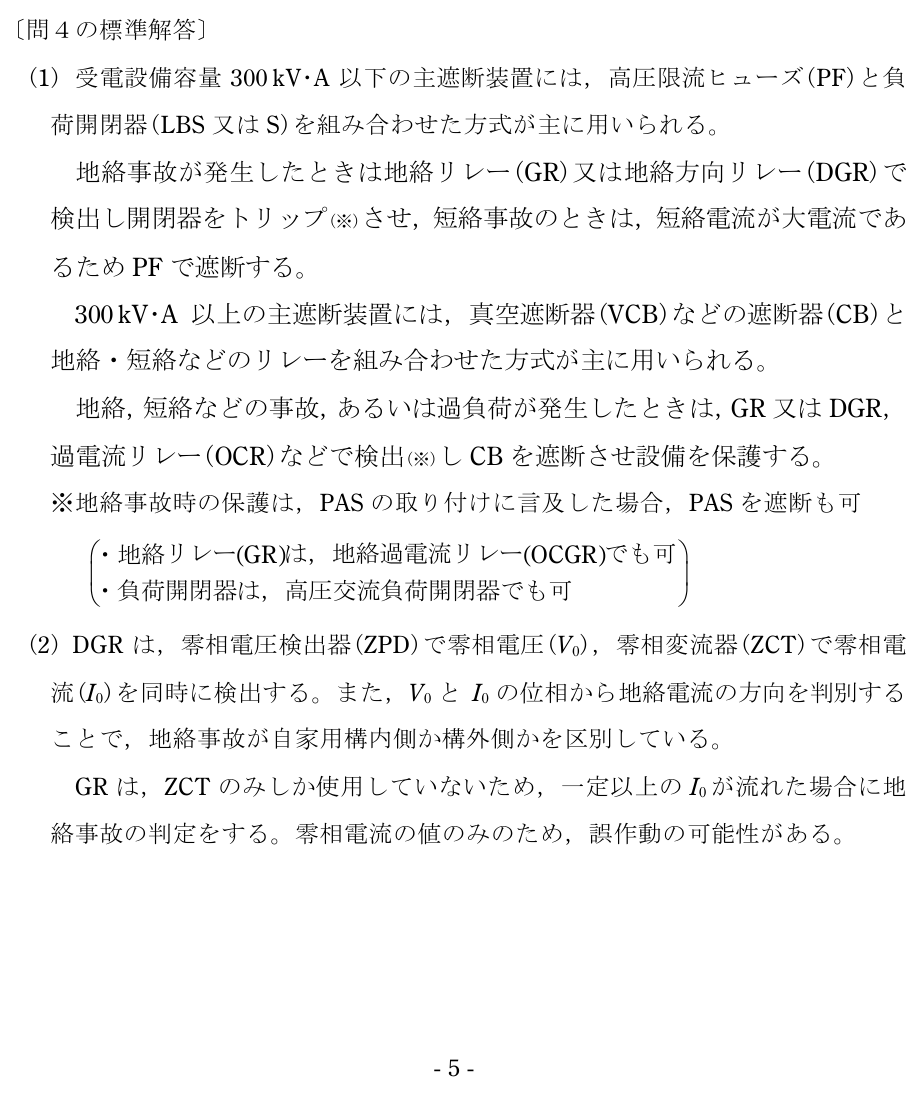 〔問４の標準解答〕
(1) 受電設備容量 300 kV･A 以下の主遮断装置には，高圧限流ヒューズ(PF)と負
荷開閉器(LBS 又は S)を組み合わせた方式が主に用いられる。
地絡事故が発生したときは地絡リレー(GR)又は地絡方向リレー(DGR)で
検出し開閉器をトリップ(※)させ，短絡事故のときは，短絡電流が大電流であ
るため PF で遮断する。
300 kV･A 以上の主遮断装置には，真空遮断器(VCB)などの遮断器(CB)と
地絡・短絡などのリレーを組み合わせた方式が主に用いられる。
地絡，短絡などの事故，あるいは過負荷が発生したときは，GR 又は DGR，
過電流リレー(OCR)などで検出(※)し CB を遮断させ設備を保護する。
※地絡事故時の保護は，PAS の取り付けに言及した場合，PAS を遮断も可
・地絡リレー(GR)は，地絡過電流リレー(OCGR)でも可
・負荷開閉器は，高圧交流負荷開閉器でも可
(2) DGR は，零相電圧検出器(ZPD)で零相電圧(V₀)，零相変流器(ZCT)で零相電
流(I₀)を同時に検出する。また，V₀ と I₀ の位相から地絡電流の方向を判別する
ことで，地絡事故が自家用構内側か構外側かを区別している。
GR は，ZCT のみしか使用していないため，一定以上の I₀ が流れた場合に地
絡事故の判定をする。零相電流の値のみのため，誤作動の可能性がある。
- 5 -